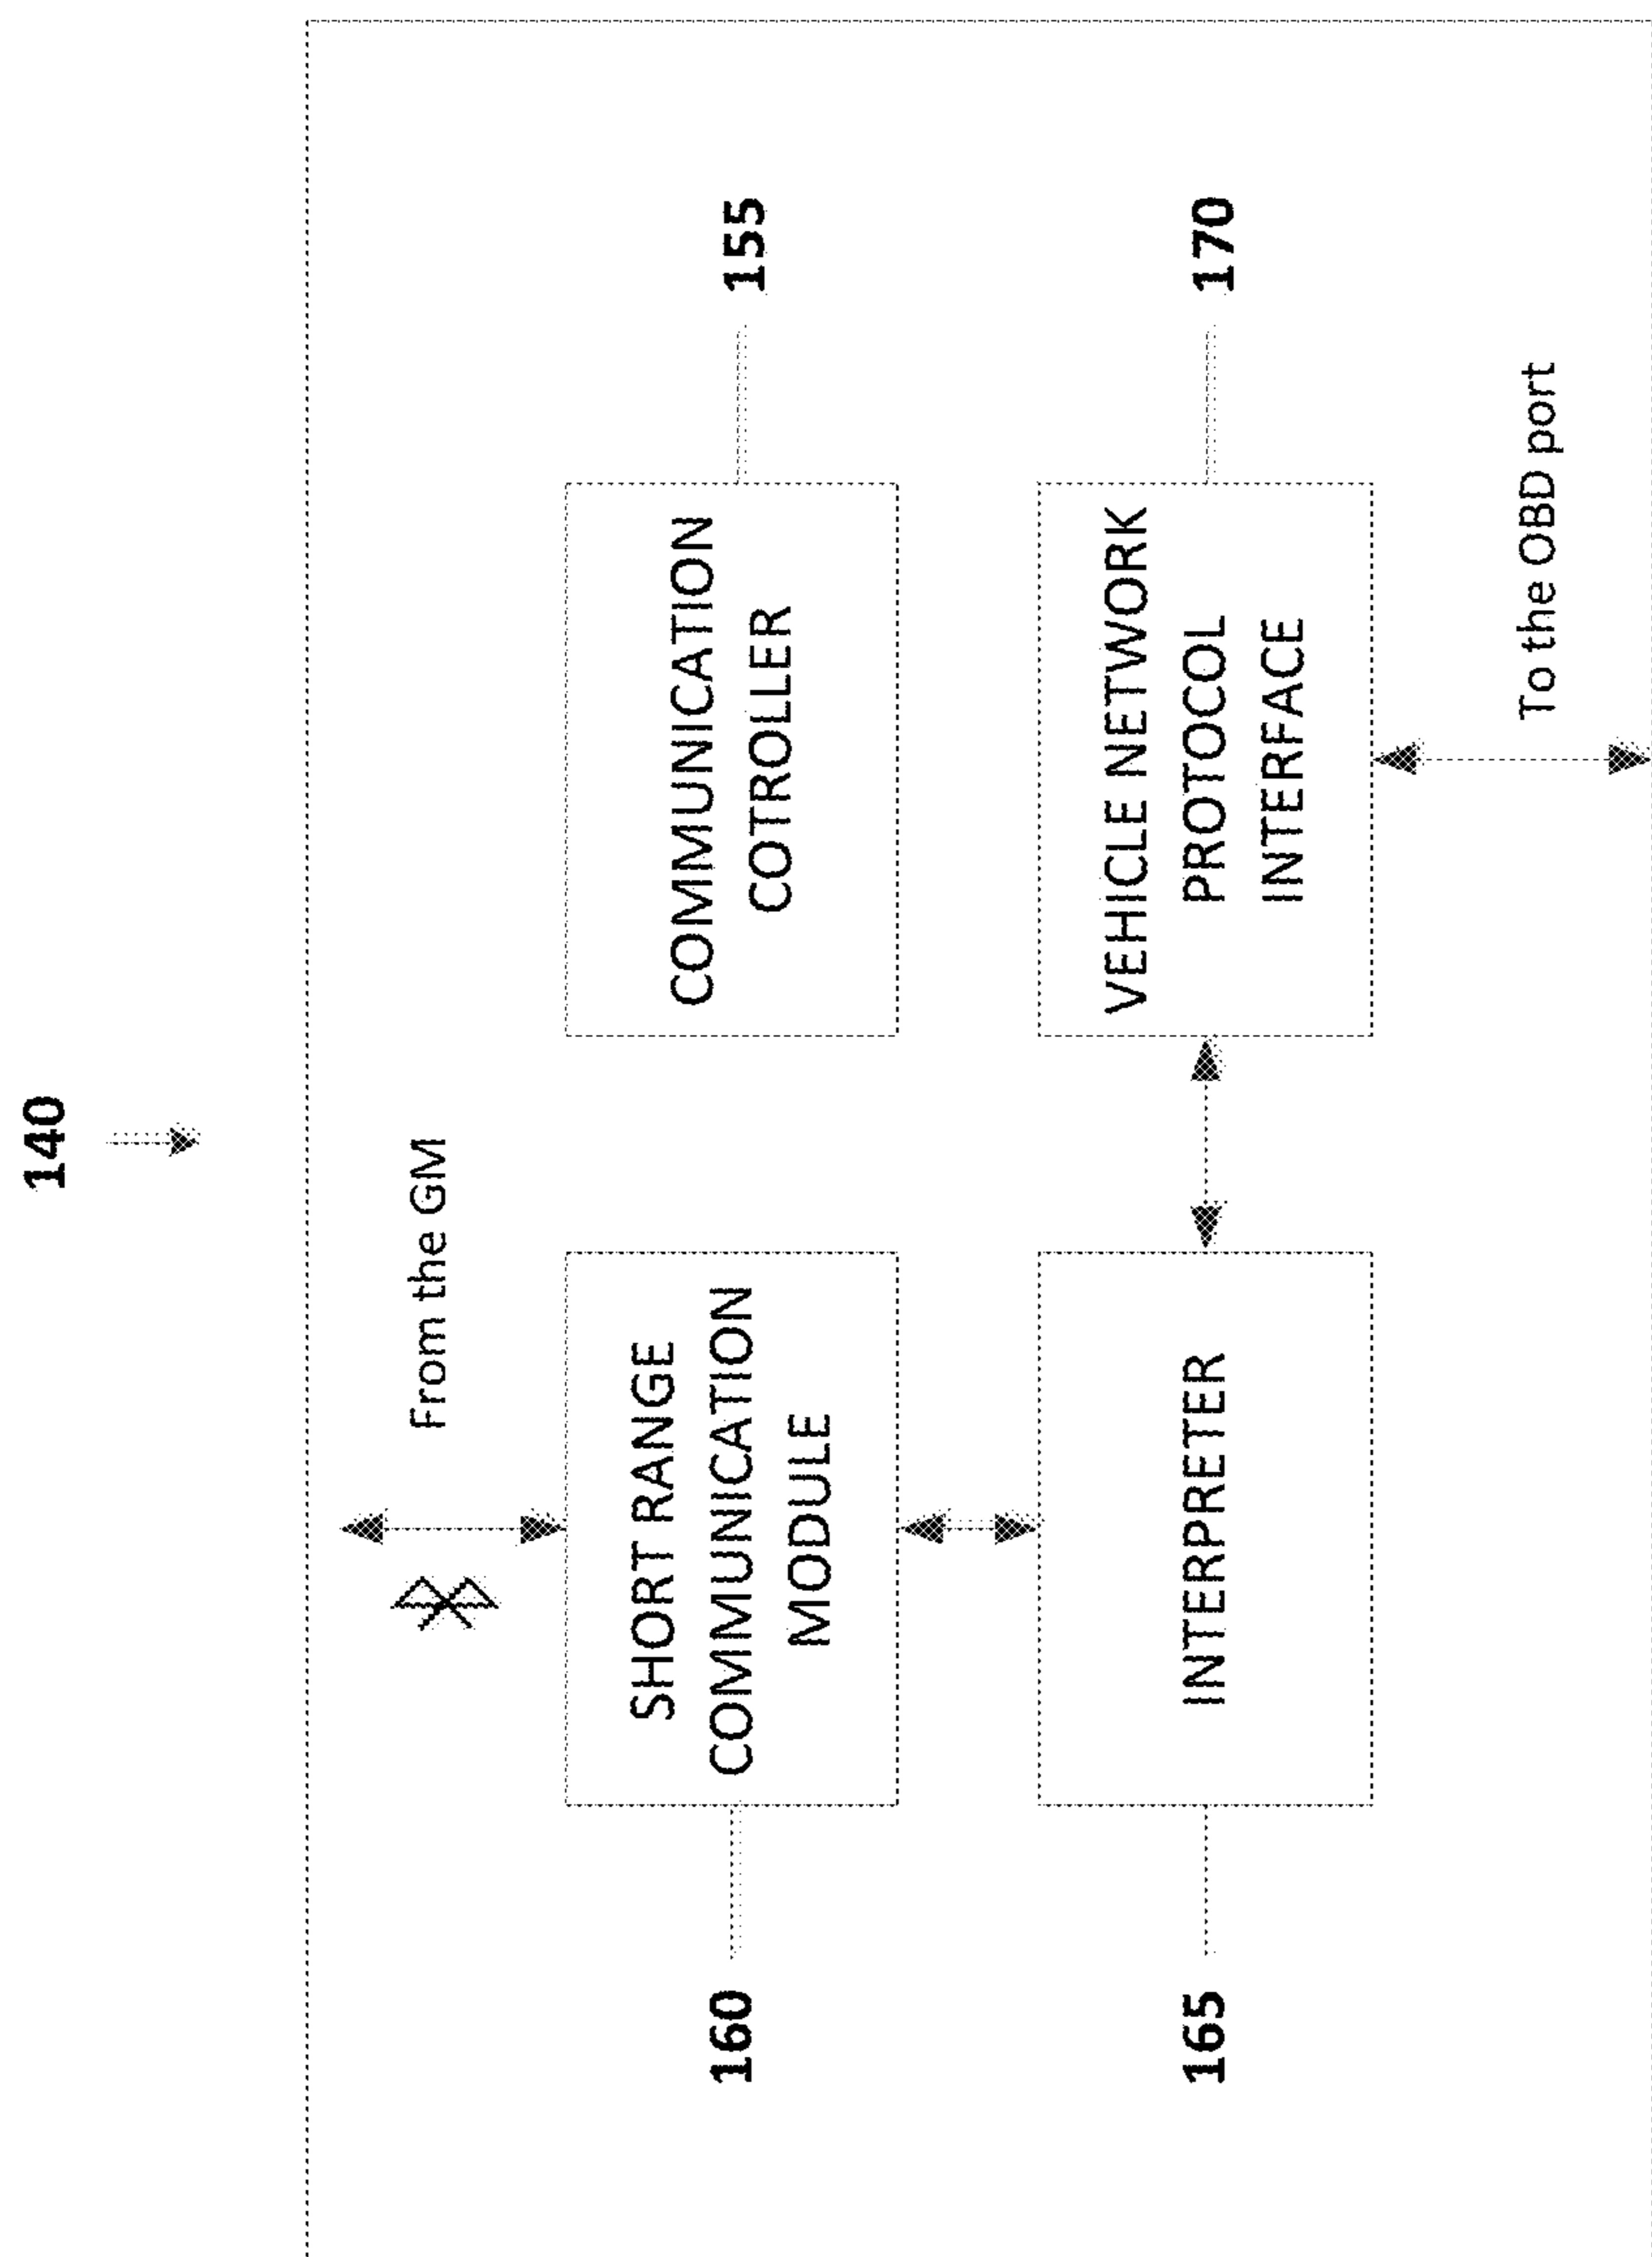 140
From the GM
160
SHORT RANGE
COMMUNICATION
MODULE
COMMUNICATION
COTROLLER
155
165
INTERPRETER
VEHICLE NETWORK
PROTOCOL
INTERFACE
170
To the OBD port